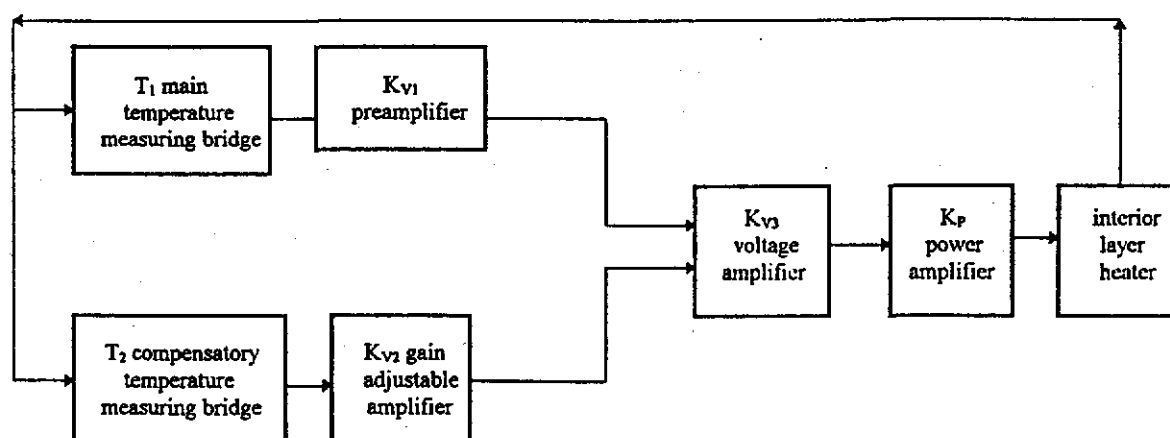 T₁ main
temperature
measuring bridge
K_V1
preamplifier
K_V3
voltage
amplifier
K_P
power
amplifier
interior
layer
heater
T₂ compensatory
temperature
measuring bridge
K_V2 gain
adjustable
amplifier